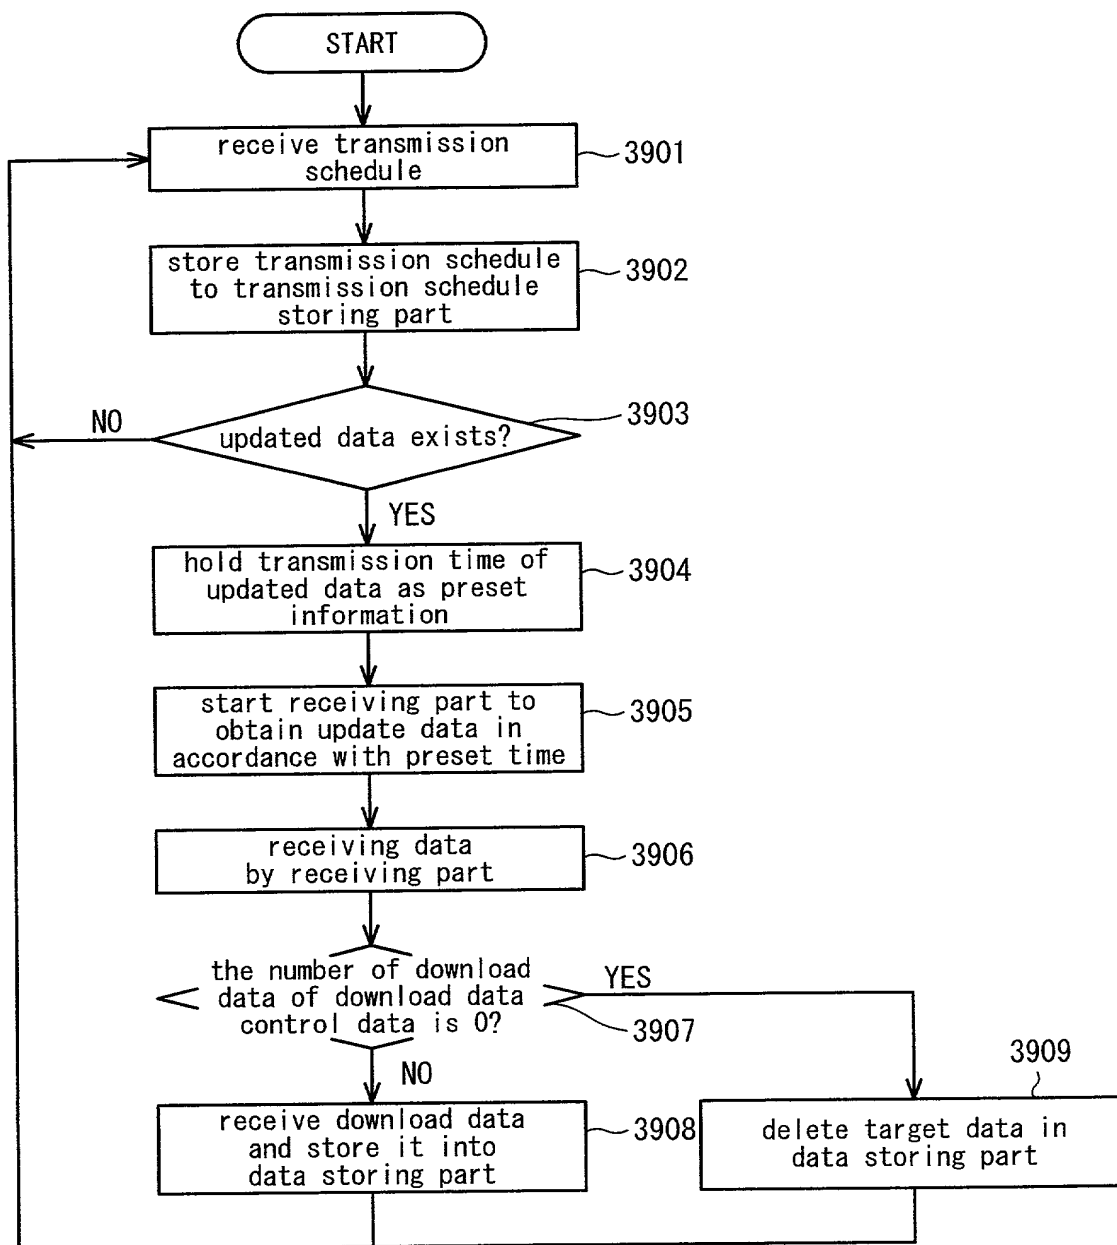 START
receive transmission
schedule
3901
store transmission schedule
to transmission schedule
storing part
3902
updated data exists?
3903
NO
YES
hold transmission time of
updated data as preset
information
3904
start receiving part to
obtain update data in
accordance with preset time
3905
receiving data
by receiving part
3906
the number of download
data of download data
control data is 0?
YES
3907
NO
receive download data
and store it into
data storing part
3908
3909
delete target data in
data storing part